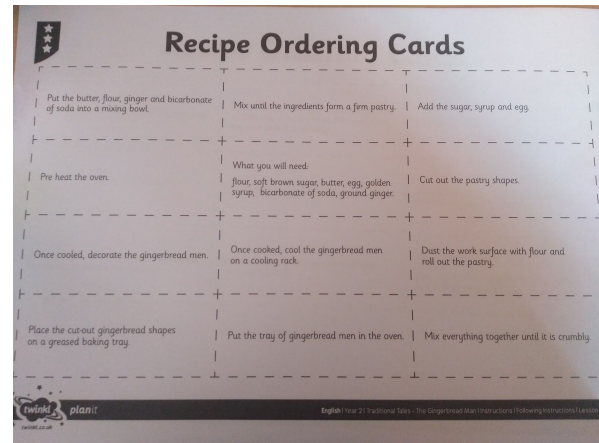 Recipe Ordering Cards
Put the butter, flour, ginger and bicarbonate
of soda into a mixing bowl.
Mix until the ingredients form a firm pastry.
Add the sugar, syrup and egg.
Pre heat the oven.
What you will need:
flour, soft brown sugar, butter, egg, golden
syrup, bicarbonate of soda, ground ginger.
Cut out the pastry shapes.
Once cooled, decorate the gingerbread men.
Once cooked, cool the gingerbread men
on a cooling rack.
Dust the work surface with flour and
roll out the pastry.
Place the cut-out gingerbread shapes
on a greased baking tray.
Put the tray of gingerbread men in the oven.
Mix everything together until it is crumbly.
twinkl planit
English | Year 2 | Traditional Tales – The Gingerbread Man | Instructions | Following Instructions | Lesson
twinkl.co.uk